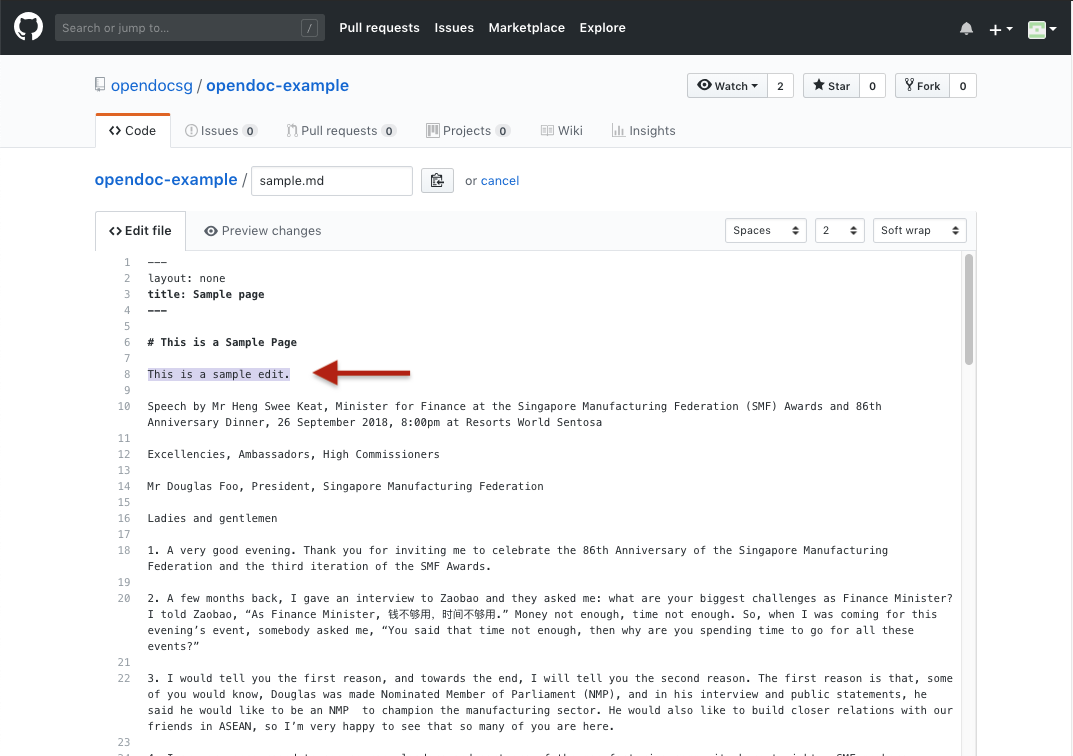 Search or jump to... /
Pull requests Issues Marketplace Explore
opendocsg / opendoc-example
Watch 2 Star 0 Fork 0
Code Issues 0 Pull requests 0 Projects 0 Wiki Insights
opendoc-example / sample.md or cancel
Edit file Preview changes Spaces 2 Soft wrap
1 ---
2 layout: none
3 title: Sample page
4 ---
5
6 # This is a Sample Page
7
8 This is a sample edit.
9
10 Speech by Mr Heng Swee Keat, Minister for Finance at the Singapore Manufacturing Federation (SMF) Awards and 86th
Anniversary Dinner, 26 September 2018, 8:00pm at Resorts World Sentosa
11
12 Excellencies, Ambassadors, High Commissioners
13
14 Mr Douglas Foo, President, Singapore Manufacturing Federation
15
16 Ladies and gentlemen
17
18 1. A very good evening. Thank you for inviting me to celebrate the 86th Anniversary of the Singapore Manufacturing
Federation and the third iteration of the SMF Awards.
19
20 2. A few months back, I gave an interview to Zaobao and they asked me: what are your biggest challenges as Finance Minister?
I told Zaobao, “As Finance Minister, 钱不够用，时间不够用.” Money not enough, time not enough. So, when I was coming for this
evening’s event, somebody asked me, “You said that time not enough, then why are you spending time to go for all these
events?”
21
22 3. I would tell you the first reason, and towards the end, I will tell you the second reason. The first reason is that, some
of you would know, Douglas was made Nominated Member of Parliament (NMP), and in his interview and public statements, he
said he would like to be an NMP to champion the manufacturing sector. He would also like to build closer relations with our
friends in ASEAN, so I’m very happy to see that so many of you are here.
23